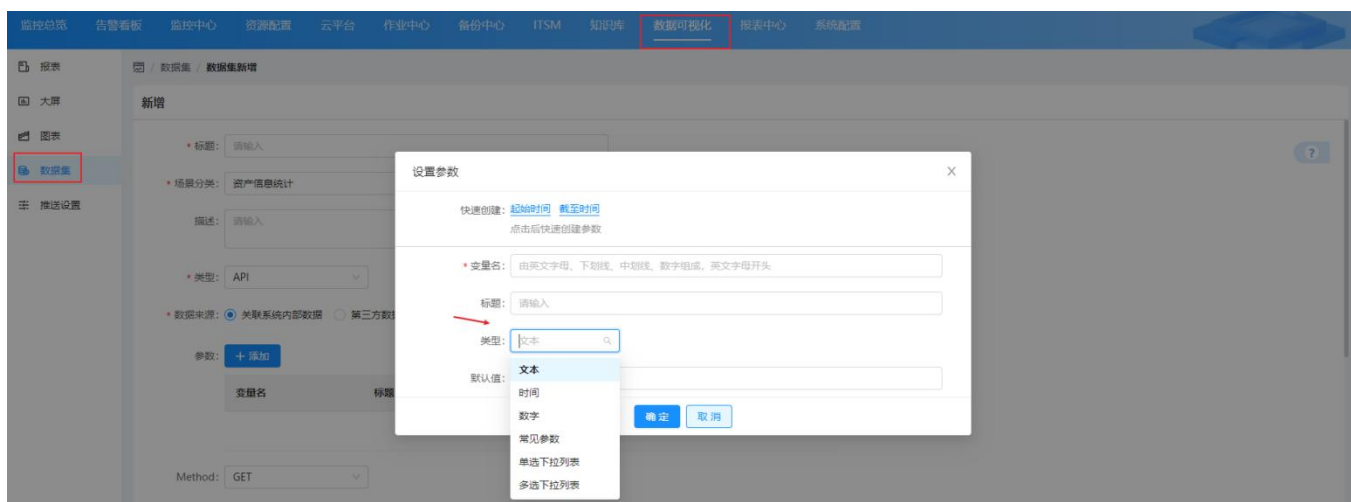 监控总览 告警看板 监控中心 资源配置 云平台 作业中心 备份中心 ITSM 知识库 数据可视化 报表中心 系统配置
报表
大屏
图表
数据集
推送设置
/ 数据集 / 数据集新增
新增
* 标题: 请输入
* 场景分类: 资产信息统计
描述: 请输入
* 类型: API
* 数据来源: 关联系统内部数据 第三方数据
参数: + 添加
变量名 标题
Method: GET
?
设置参数 X
快速创建: 起始时间 截至时间
点击后快速创建参数
* 变量名: 由英文字母、下划线、中划线、数字组成，英文字母开头
标题: 请输入
类型: 文本
默认值:
文本
时间
数字
常见参数
单选下拉列表
多选下拉列表
确定 取消